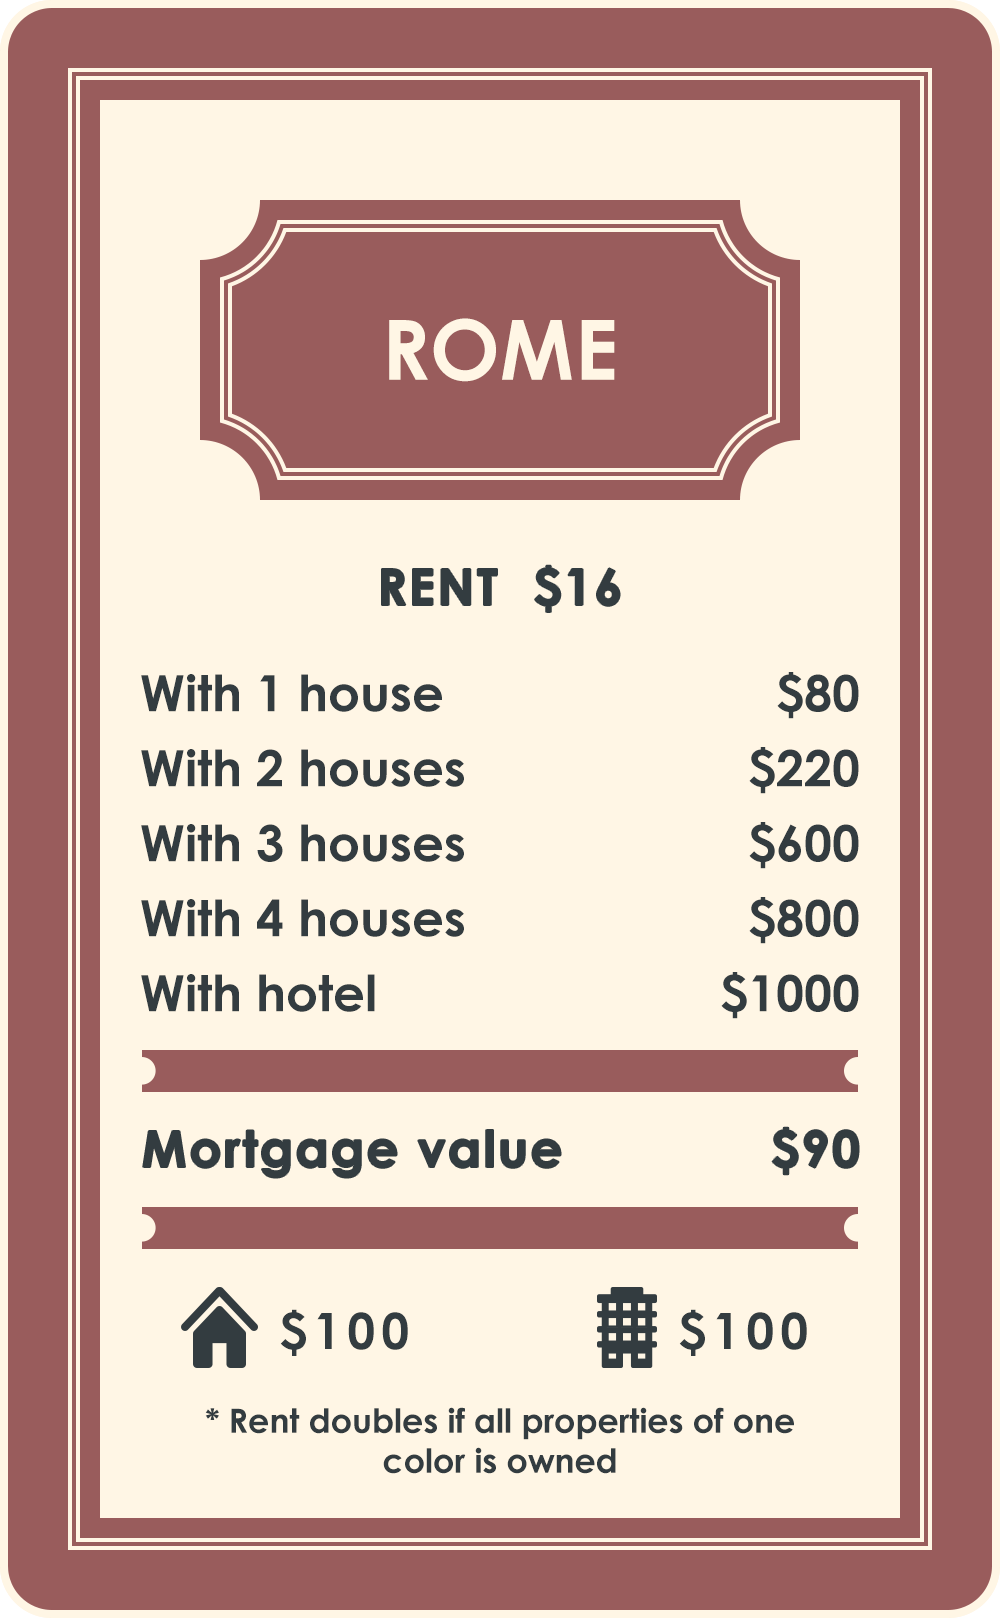 ROME
RENT $16
With 1 house $80
With 2 houses $220
With 3 houses $600
With 4 houses $800
With hotel $1000
Mortgage value $90
$100 $100
* Rent doubles if all properties of one
color is owned